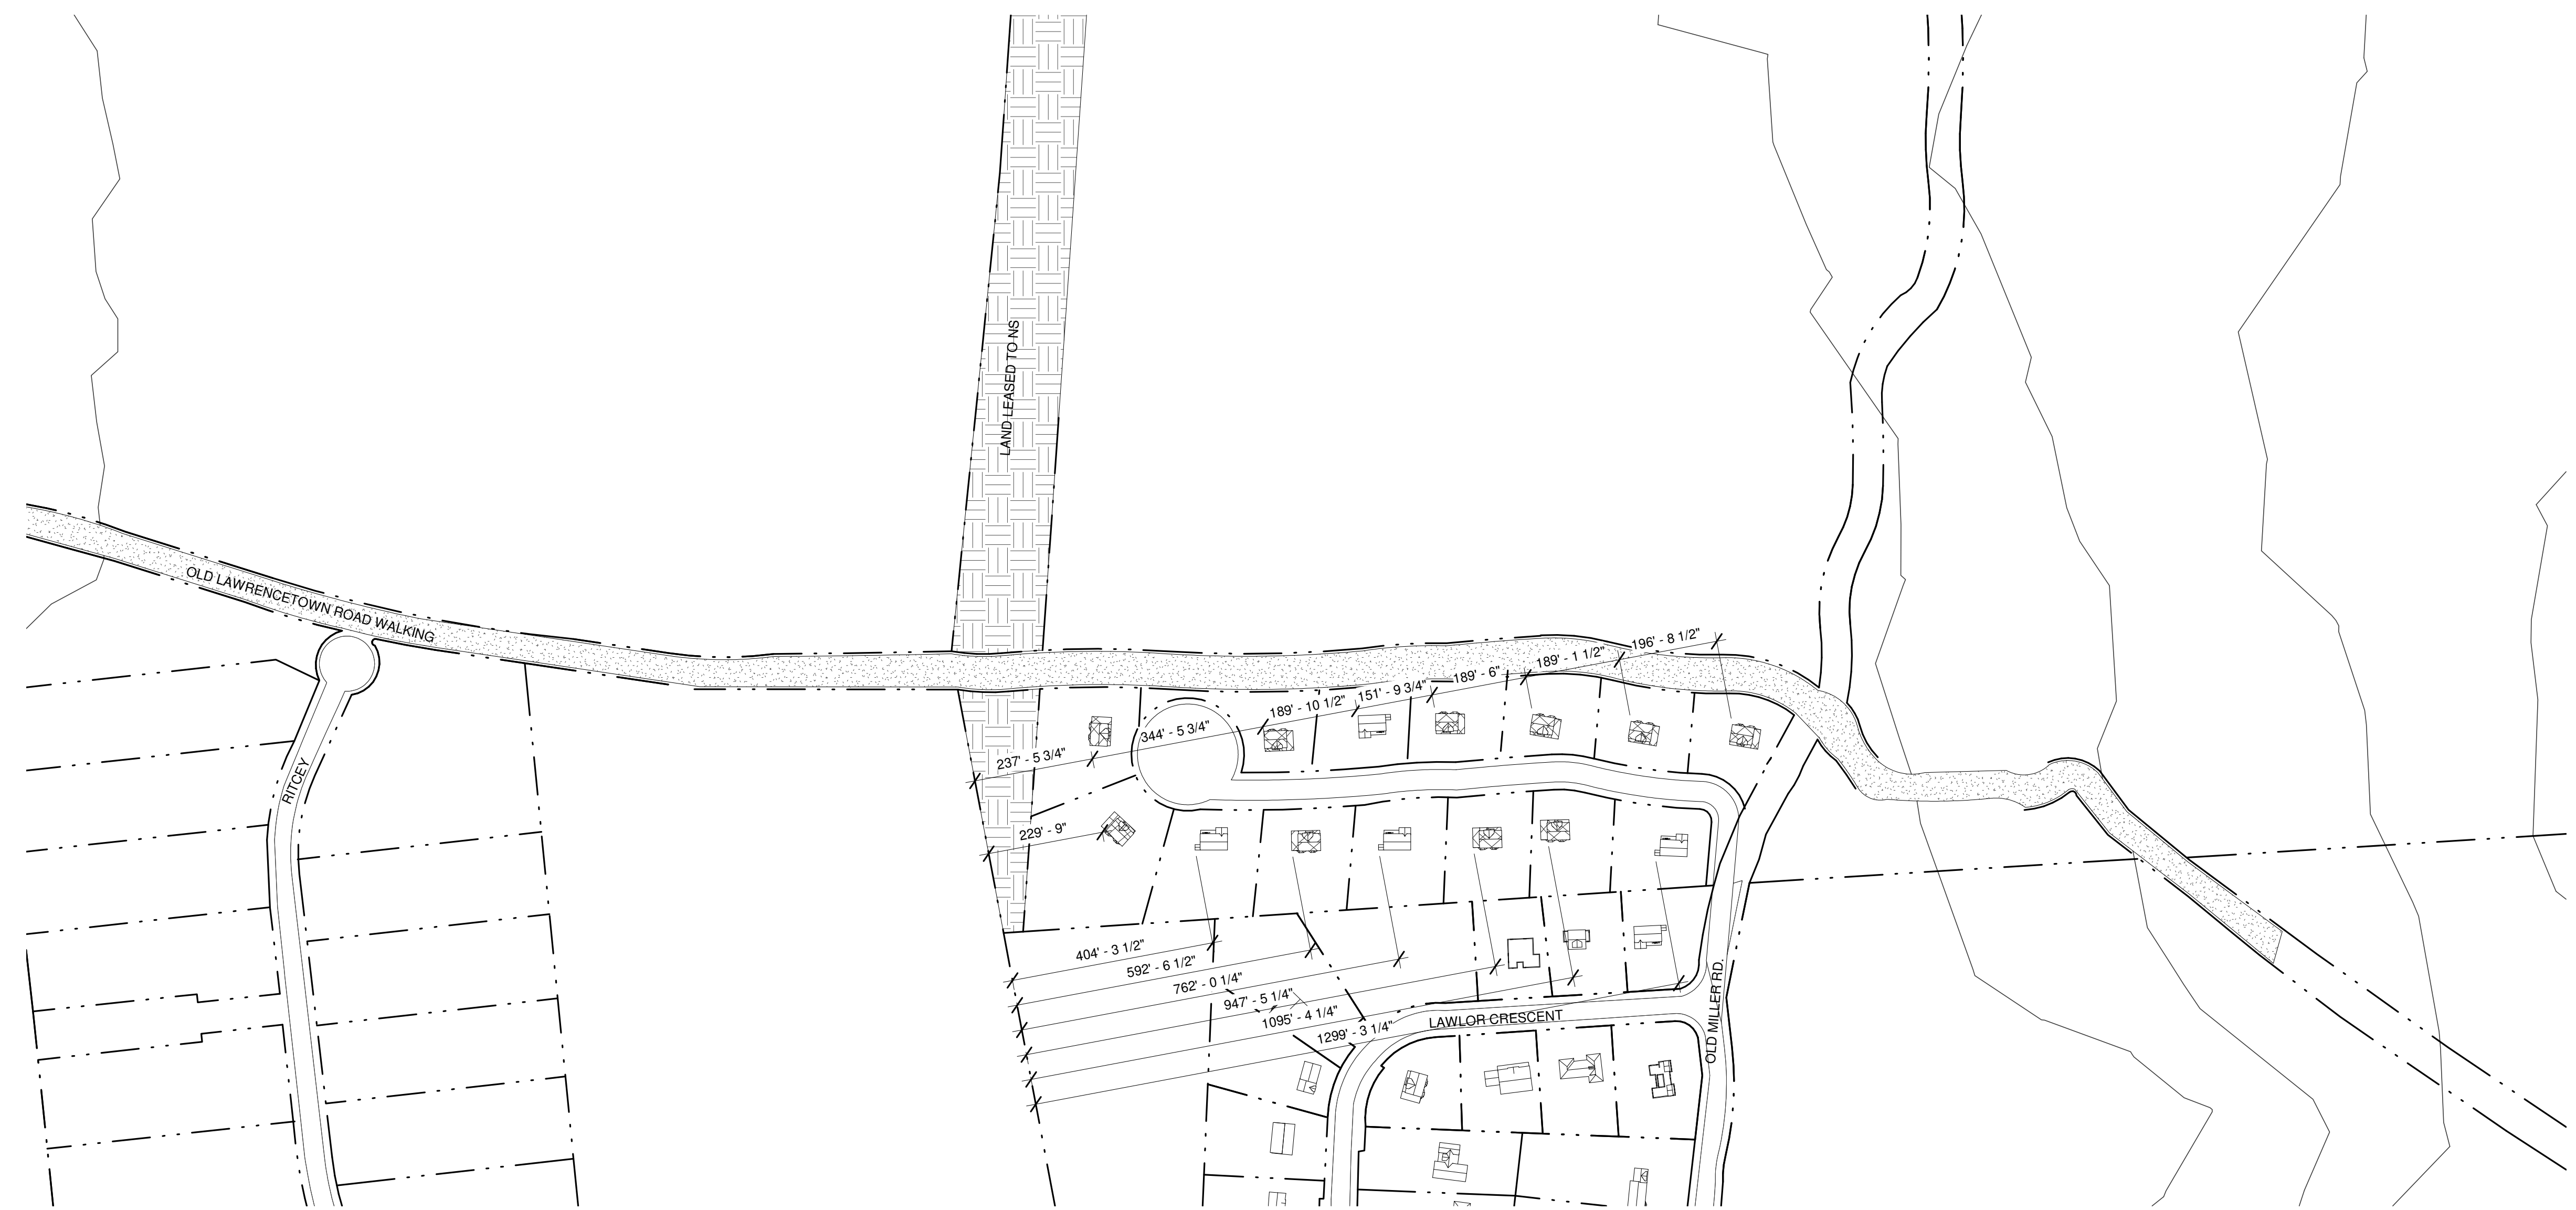 LAND LEASED TO NS
OLD LAWRENCETOWN ROAD WALKING
RITCEY
196' - 8 1/2"
189' - 1 1/2"
189' - 6"
151' - 9 3/4"
189' - 10 1/2"
344' - 5 3/4"
237' - 5 3/4"
229' - 9"
404' - 3 1/2"
592' - 6 1/2"
762' - 0 1/4"
947' - 5 1/4"
1095' - 4 1/4"
1299' - 3 1/4"
LAWLOR CRESCENT
OLD MILLER RD.